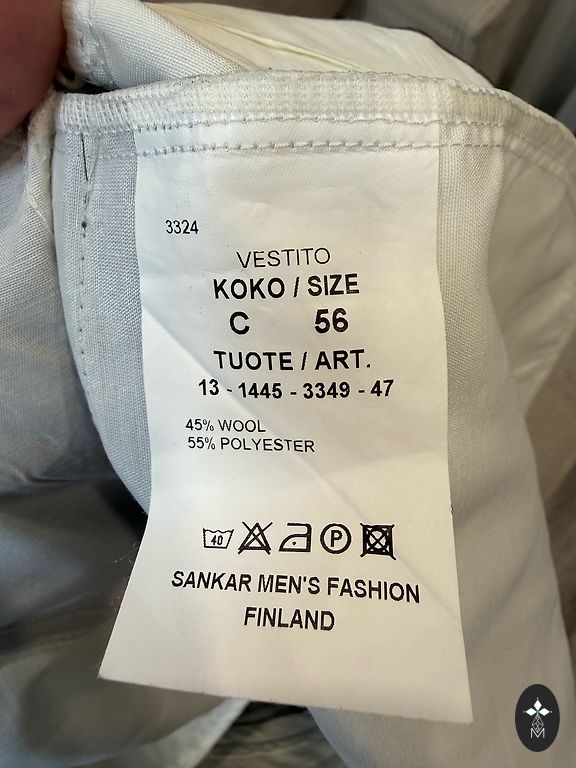 3324
VESTITO
KOKO / SIZE
C 56
TUOTE / ART.
13 - 1445 - 3349 - 47
45% WOOL
55% POLYESTER
40 P
SANKAR MEN'S FASHION
FINLAND
M